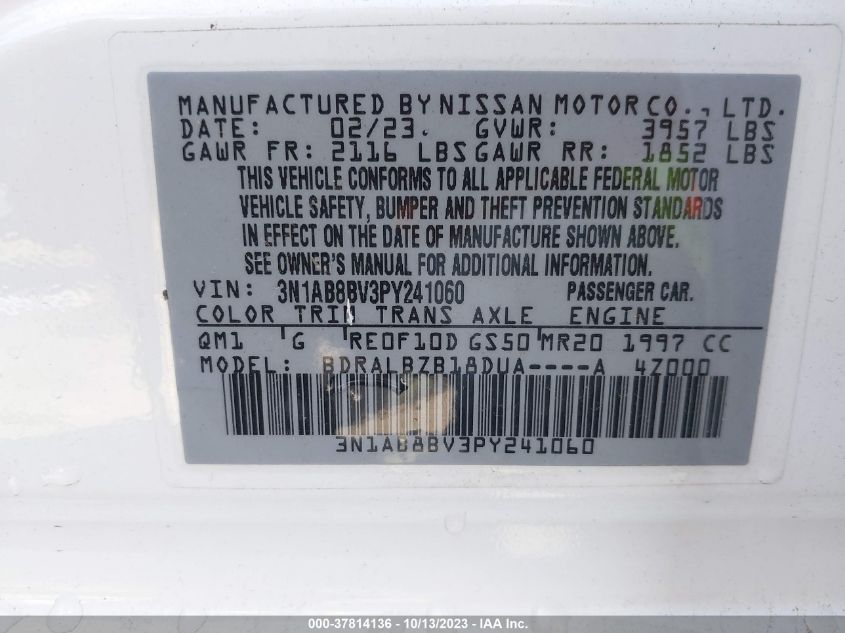 MANUFACTURED BY NISSAN MOTOR CO., LTD.
DATE: 02/23. GVWR: 3957 LBS
GAWR FR: 2116 LBS GAWR RR: 1852 LBS
THIS VEHICLE CONFORMS TO ALL APPLICABLE FEDERAL MOTOR
VEHICLE SAFETY, BUMPER AND THEFT PREVENTION STANDARDS
IN EFFECT ON THE DATE OF MANUFACTURE SHOWN ABOVE.
SEE OWNER'S MANUAL FOR ADDITIONAL INFORMATION.
VIN: 3N1AB8BV3PY241060 PASSENGER CAR.
COLOR TRIM TRANS AXLE ENGINE
QM1 G RE0F10D GS50 MR20 1997 CC
MODEL: BDRALBZB18DUA----A 4Z000
3N1AB8BV3PY241060
000-37814136 - 10/13/2023 - IAA Inc.